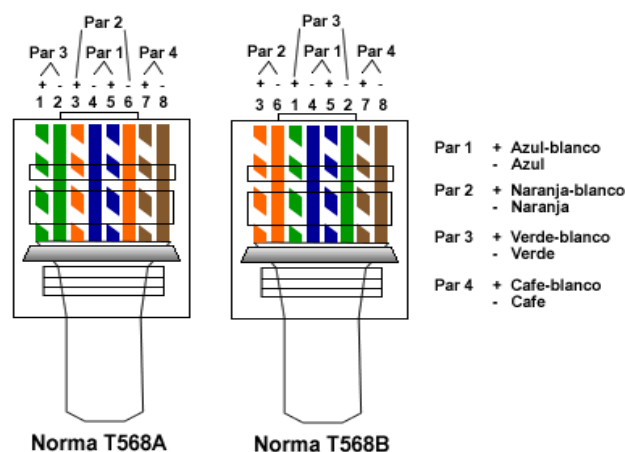 Par 2
Par 3 Par 1 Par 4
+ - + - + - + -
1 2 3 4 5 6 7 8
Norma T568A
Par 3
Par 2 Par 1 Par 4
+ - + - + - + -
3 6 1 4 5 2 7 8
Norma T568B
Par 1 + Azul-blanco
- Azul
Par 2 + Naranja-blanco
- Naranja
Par 3 + Verde-blanco
- Verde
Par 4 + Cafe-blanco
- Cafe